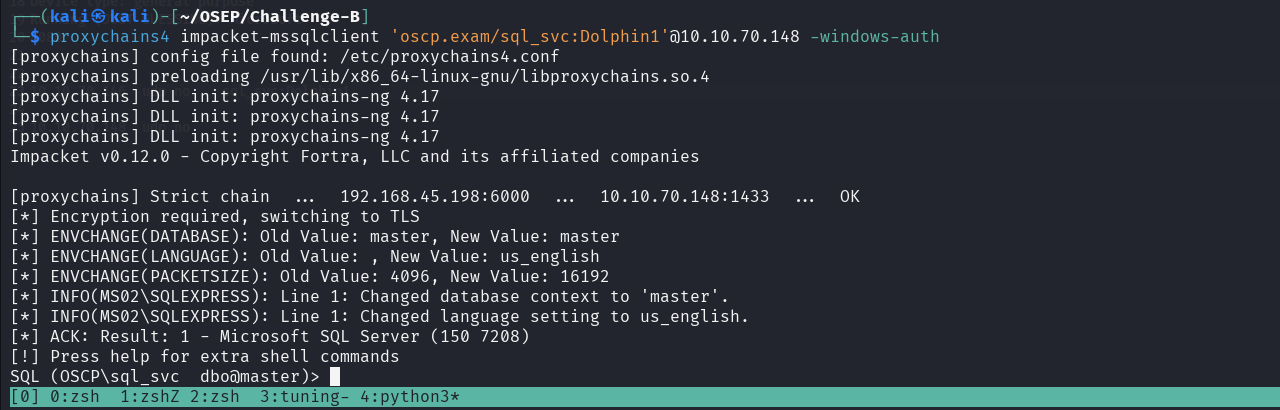 ┌──(kali㉿kali)-[~/OSEP/Challenge-B]
└─$ proxychains4 impacket-mssqlclient 'oscp.exam/sql_svc:Dolphin1'@10.10.70.148 -windows-auth
[proxychains] config file found: /etc/proxychains4.conf
[proxychains] preloading /usr/lib/x86_64-linux-gnu/libproxychains.so.4
[proxychains] DLL init: proxychains-ng 4.17
[proxychains] DLL init: proxychains-ng 4.17
[proxychains] DLL init: proxychains-ng 4.17
Impacket v0.12.0 - Copyright Fortra, LLC and its affiliated companies
[proxychains] Strict chain  ...  192.168.45.198:6000  ...  10.10.70.148:1433  ...  OK
[*] Encryption required, switching to TLS
[*] ENVCHANGE(DATABASE): Old Value: master, New Value: master
[*] ENVCHANGE(LANGUAGE): Old Value: , New Value: us_english
[*] ENVCHANGE(PACKETSIZE): Old Value: 4096, New Value: 16192
[*] INFO(MS02\SQLEXPRESS): Line 1: Changed database context to 'master'.
[*] INFO(MS02\SQLEXPRESS): Line 1: Changed language setting to us_english.
[*] ACK: Result: 1 - Microsoft SQL Server (150 7208)
[!] Press help for extra shell commands
SQL (OSCP\sql_svc  dbo@master)>
[0] 0:zsh  1:zshZ 2:zsh  3:tuning- 4:python3*